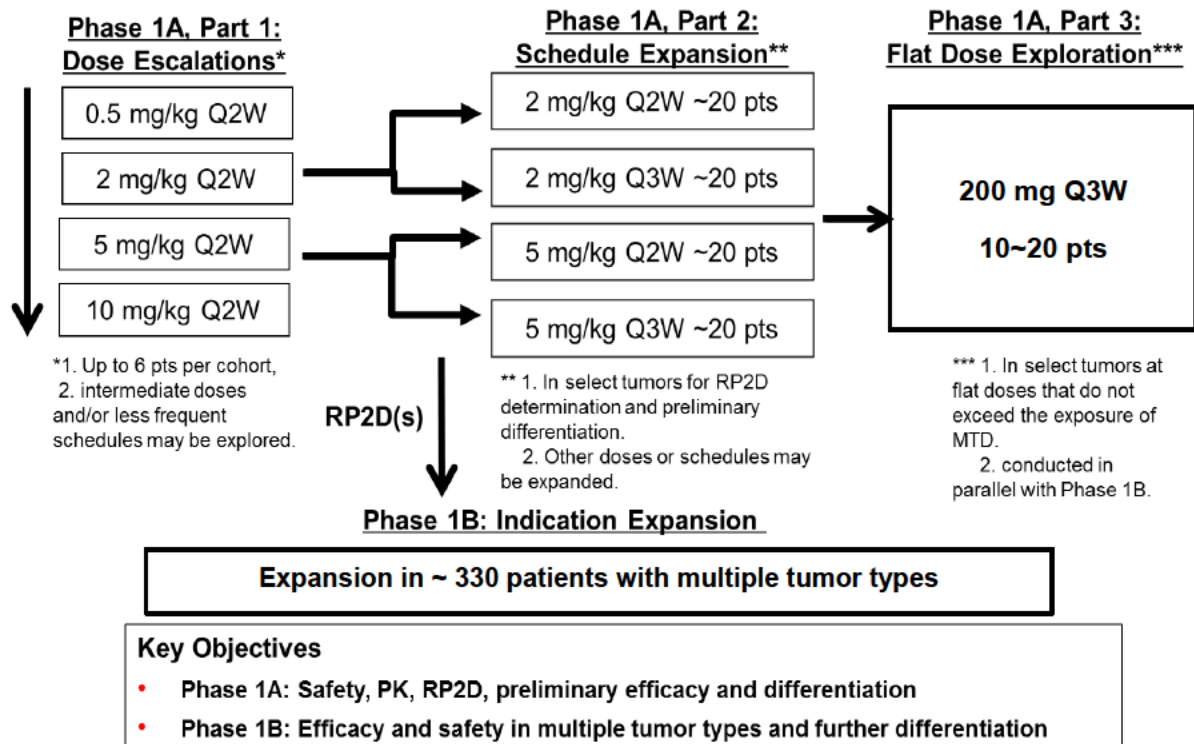 Phase 1A, Part 1:
Dose Escalations*
0.5 mg/kg Q2W
2 mg/kg Q2W
5 mg/kg Q2W
10 mg/kg Q2W
*1. Up to 6 pts per cohort,
2. intermediate doses
and/or less frequent
schedules may be explored.
Phase 1A, Part 2:
Schedule Expansion**
2 mg/kg Q2W ~20 pts
2 mg/kg Q3W ~20 pts
5 mg/kg Q2W ~20 pts
5 mg/kg Q3W ~20 pts
** 1. In select tumors for RP2D
determination and preliminary
differentiation.
2. Other doses or schedules may
be expanded.
Phase 1A, Part 3:
Flat Dose Exploration***
200 mg Q3W
10~20 pts
*** 1. In select tumors at
flat doses that do not
exceed the exposure of
MTD.
2. conducted in
parallel with Phase 1B.
RP2D(s)
Phase 1B: Indication Expansion
Expansion in ~ 330 patients with multiple tumor types
Key Objectives
• Phase 1A: Safety, PK, RP2D, preliminary efficacy and differentiation
• Phase 1B: Efficacy and safety in multiple tumor types and further differentiation